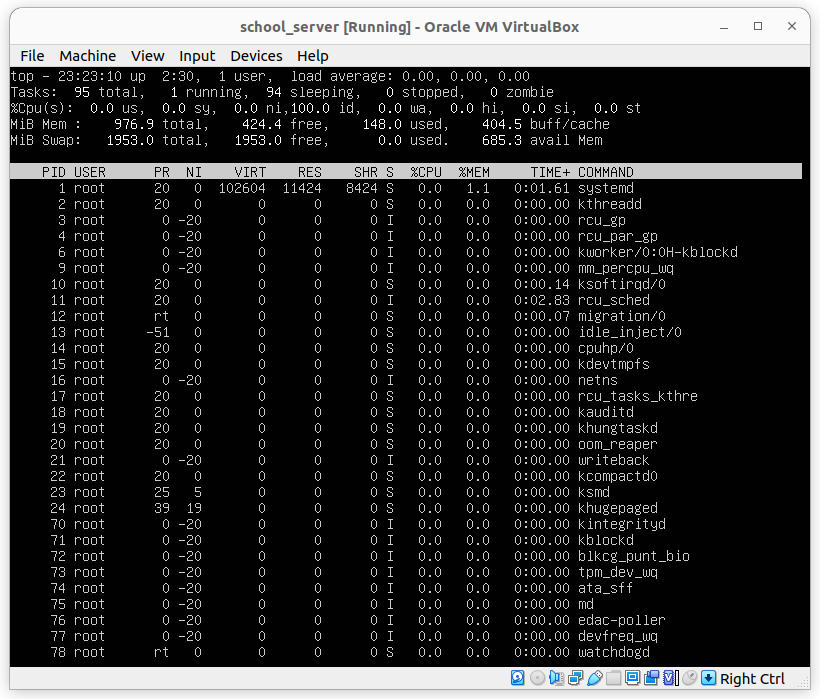 school_server [Running] - Oracle VM VirtualBox
File Machine View Input Devices Help
top - 23:23:10 up  2:30,  1 user,  load average: 0.00, 0.00, 0.00
Tasks:  95 total,   1 running,  94 sleeping,   0 stopped,   0 zombie
%Cpu(s):  0.0 us,  0.0 sy,  0.0 ni,100.0 id,  0.0 wa,  0.0 hi,  0.0 si,  0.0 st
MiB Mem :    976.9 total,    424.4 free,    148.0 used,    404.5 buff/cache
MiB Swap:   1953.0 total,   1953.0 free,      0.0 used.    685.3 avail Mem
PID USER PR NI VIRT RES SHR S %CPU %MEM TIME+ COMMAND
1 root 20 0 102604 11424 8424 S 0.0 1.1 0:01.61 systemd
2 root 20 0 0 0 0 S 0.0 0.0 0:00.00 kthreadd
3 root 0 -20 0 0 0 I 0.0 0.0 0:00.00 rcu_gp
4 root 0 -20 0 0 0 I 0.0 0.0 0:00.00 rcu_par_gp
6 root 0 -20 0 0 0 I 0.0 0.0 0:00.00 kworker/0:0H-kblockd
9 root 0 -20 0 0 0 I 0.0 0.0 0:00.00 mm_percpu_wq
10 root 20 0 0 0 0 S 0.0 0.0 0:00.14 ksoftirqd/0
11 root 20 0 0 0 0 I 0.0 0.0 0:02.83 rcu_sched
12 root rt 0 0 0 0 S 0.0 0.0 0:00.07 migration/0
13 root -51 0 0 0 0 S 0.0 0.0 0:00.00 idle_inject/0
14 root 20 0 0 0 0 S 0.0 0.0 0:00.00 cpuhp/0
15 root 20 0 0 0 0 S 0.0 0.0 0:00.00 kdevtmpfs
16 root 0 -20 0 0 0 I 0.0 0.0 0:00.00 netns
17 root 20 0 0 0 0 S 0.0 0.0 0:00.00 rcu_tasks_kthre
18 root 20 0 0 0 0 S 0.0 0.0 0:00.00 kauditd
19 root 20 0 0 0 0 S 0.0 0.0 0:00.00 khungtaskd
20 root 20 0 0 0 0 S 0.0 0.0 0:00.00 oom_reaper
21 root 0 -20 0 0 0 I 0.0 0.0 0:00.00 writeback
22 root 20 0 0 0 0 S 0.0 0.0 0:00.00 kcompactd0
23 root 25 5 0 0 0 S 0.0 0.0 0:00.00 ksmd
24 root 39 19 0 0 0 S 0.0 0.0 0:00.00 khugepaged
70 root 0 -20 0 0 0 I 0.0 0.0 0:00.00 kintegrityd
71 root 0 -20 0 0 0 I 0.0 0.0 0:00.00 kblockd
72 root 0 -20 0 0 0 I 0.0 0.0 0:00.00 blkcg_punt_bio
73 root 0 -20 0 0 0 I 0.0 0.0 0:00.00 tpm_dev_wq
74 root 0 -20 0 0 0 I 0.0 0.0 0:00.00 ata_sff
75 root 0 -20 0 0 0 I 0.0 0.0 0:00.00 md
76 root 0 -20 0 0 0 I 0.0 0.0 0:00.00 edac-poller
77 root 0 -20 0 0 0 I 0.0 0.0 0:00.00 devfreq_wq
78 root rt 0 0 0 0 S 0.0 0.0 0:00.00 watchdogd
Right Ctrl